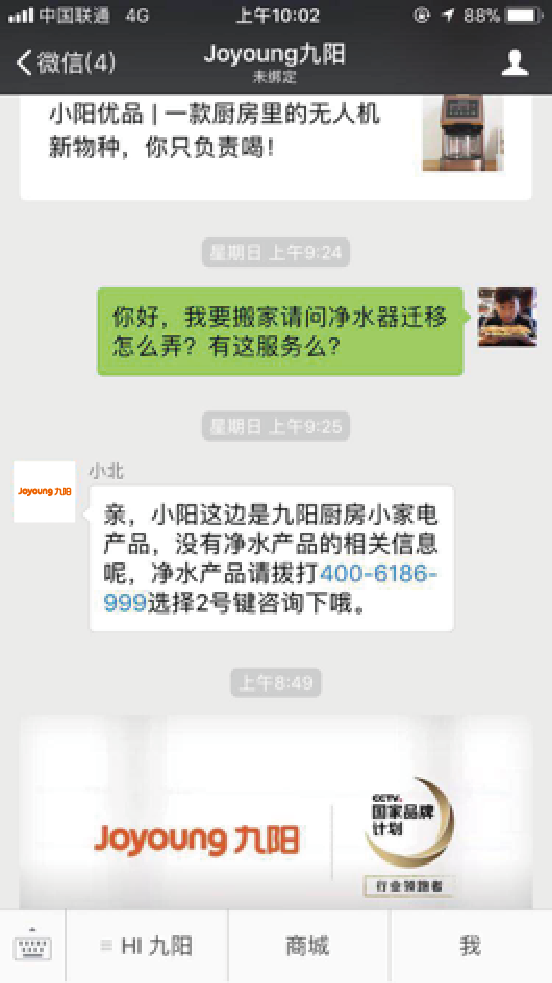 中国联通 4G 上午10:02 88%
微信(4) Joyoung九阳
未绑定
小阳优品 | 一款厨房里的无人机
新物种，你只负责喝！
星期日 上午9:24
你好，我要搬家请问净水器迁移
怎么弄？有这服务么？
星期日 上午9:25
小北
Joyoung九阳
亲，小阳这边是九阳厨房小家电
产品，没有净水产品的相关信息
呢，净水产品请拨打400-6186-
999选择2号键咨询下哦。
上午8:49
Joyoung 九阳
CCTV.
国家品牌
计划
行业领跑者
HI 九阳 商城 我